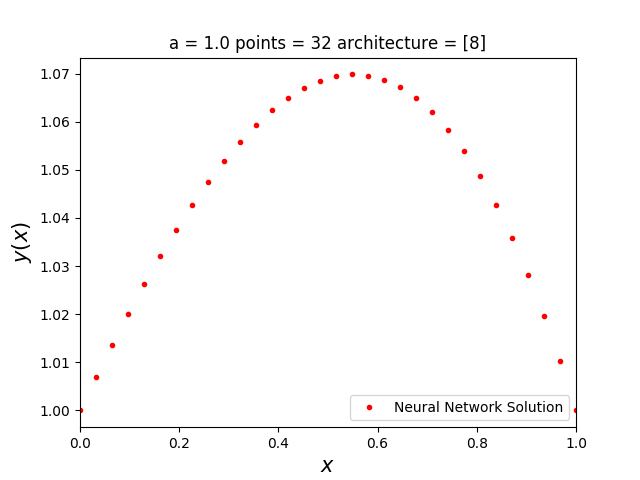 a = 1.0 points = 32 architecture = [8]
1.07
1.06
1.05
1.04
1.03
1.02
1.01
1.00
y(x)
0.0 0.2 0.4 0.6 0.8 1.0
x
Neural Network Solution